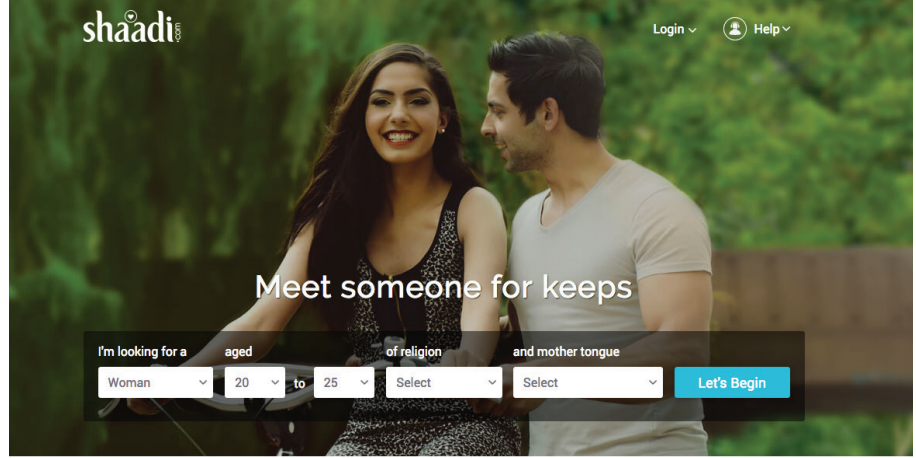 shaadi.com
Login
Help
Meet someone for keeps
I'm looking for a aged of religion and mother tongue
Woman 20 to 25 Select Select Let's Begin